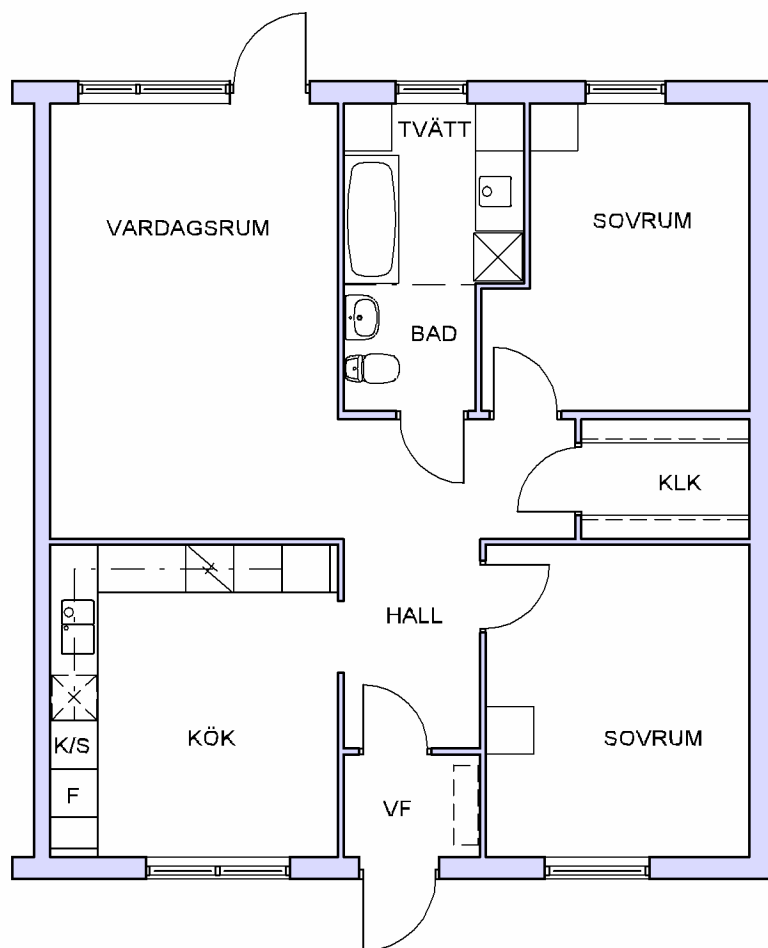 TVÄTT
VARDAGSRUM
SOVRUM
BAD
KLK
HALL
K/S
KÖK
SOVRUM
F
VF